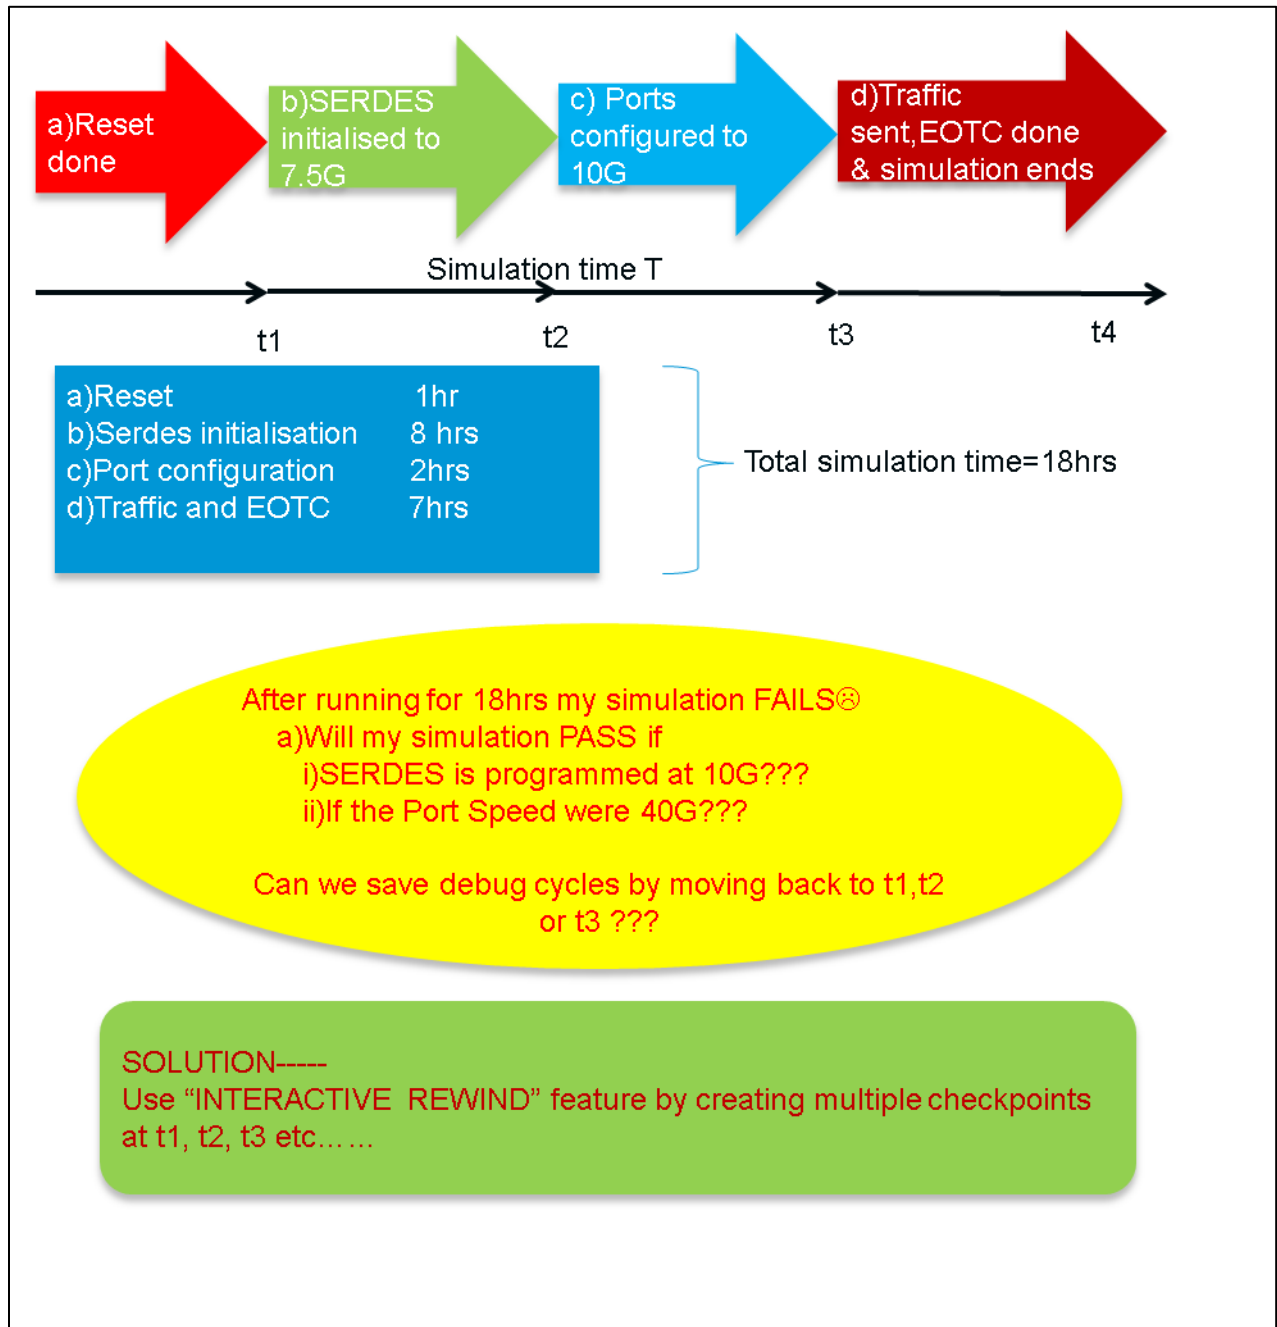 a)Reset
done
b)SERDES
initialised to
7.5G
c) Ports
configured to
10G
d)Traffic
sent,EOTC done
& simulation ends
Simulation time T
t1
t2
t3
t4
a)Reset 1hr
b)Serdes initialisation 8 hrs
c)Port configuration 2hrs
d)Traffic and EOTC 7hrs
Total simulation time=18hrs
After running for 18hrs my simulation FAILS☹
a)Will my simulation PASS if
i)SERDES is programmed at 10G???
ii)If the Port Speed were 40G???
Can we save debug cycles by moving back to t1,t2
or t3 ???
SOLUTION-----
Use “INTERACTIVE REWIND” feature by creating multiple checkpoints
at t1, t2, t3 etc... ...